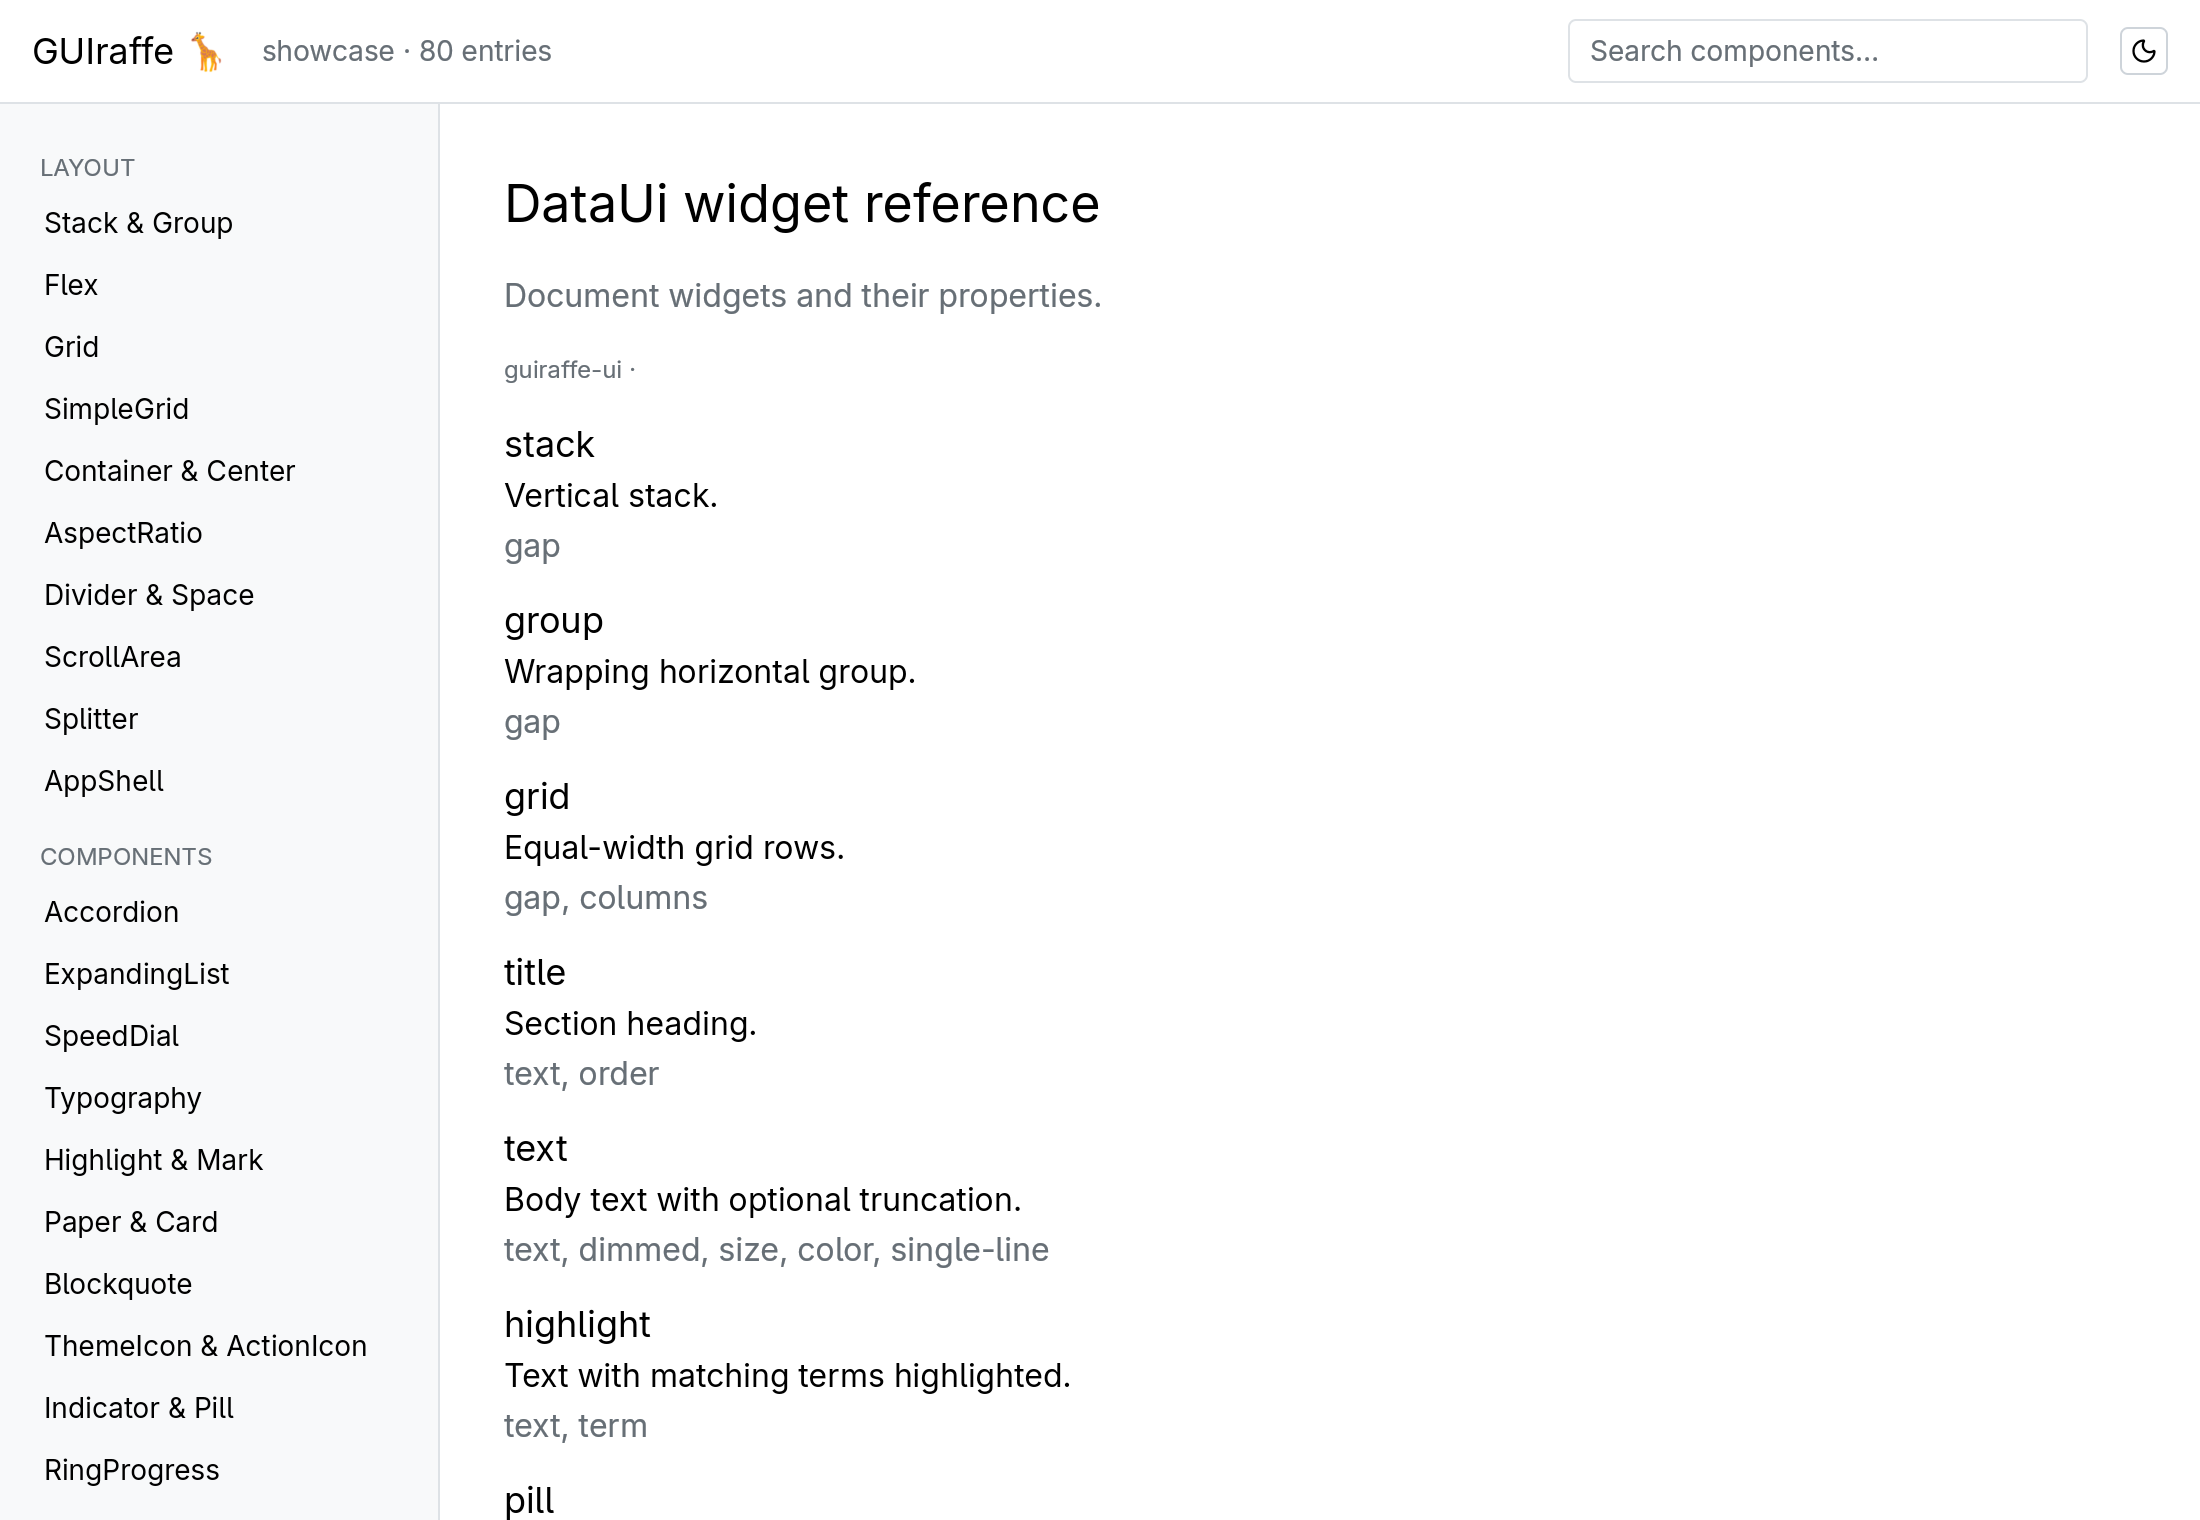 GUIraffe 🦒 showcase · 80 entries
Search components...
LAYOUT
Stack & Group
Flex
Grid
SimpleGrid
Container & Center
AspectRatio
Divider & Space
ScrollArea
Splitter
AppShell
COMPONENTS
Accordion
ExpandingList
SpeedDial
Typography
Highlight & Mark
Paper & Card
Blockquote
ThemeIcon & ActionIcon
Indicator & Pill
RingProgress
DataUi widget reference
Document widgets and their properties.
guiraffe-ui ·
stack
Vertical stack.
gap
group
Wrapping horizontal group.
gap
grid
Equal-width grid rows.
gap, columns
title
Section heading.
text, order
text
Body text with optional truncation.
text, dimmed, size, color, single-line
highlight
Text with matching terms highlighted.
text, term
pill